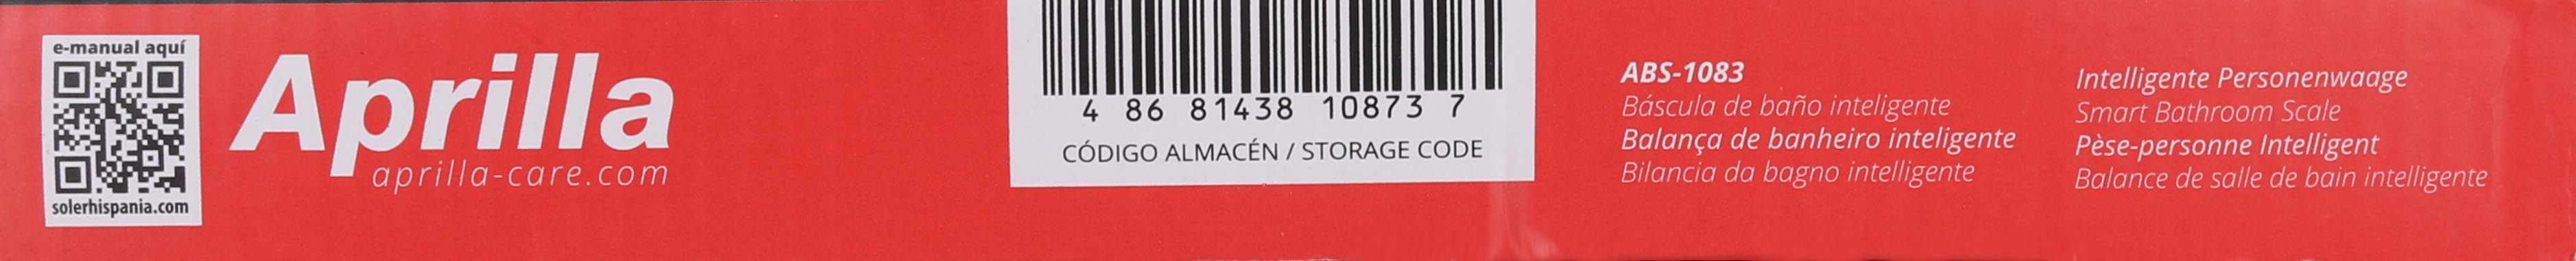 e-manual aquí
solerhispania.com
Aprilla
aprilla-care.com
4 86 81438 10873 7
CÓDIGO ALMACÉN / STORAGE CODE
ABS-1083
Báscula de baño inteligente
Balança de banheiro inteligente
Bilancia da bagno intelligente
Intelligente Personenwaage
Smart Bathroom Scale
Pèse-personne Intelligent
Balance de salle de bain intelligente